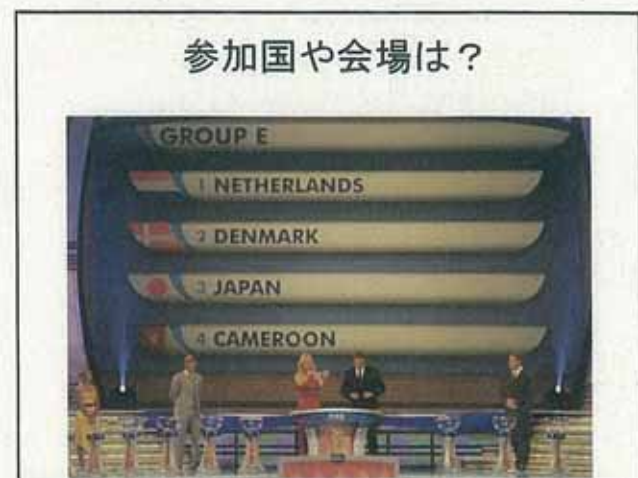 参加国や会場は？
GROUP E
1 NETHERLANDS
2 DENMARK
3 JAPAN
4 CAMEROON